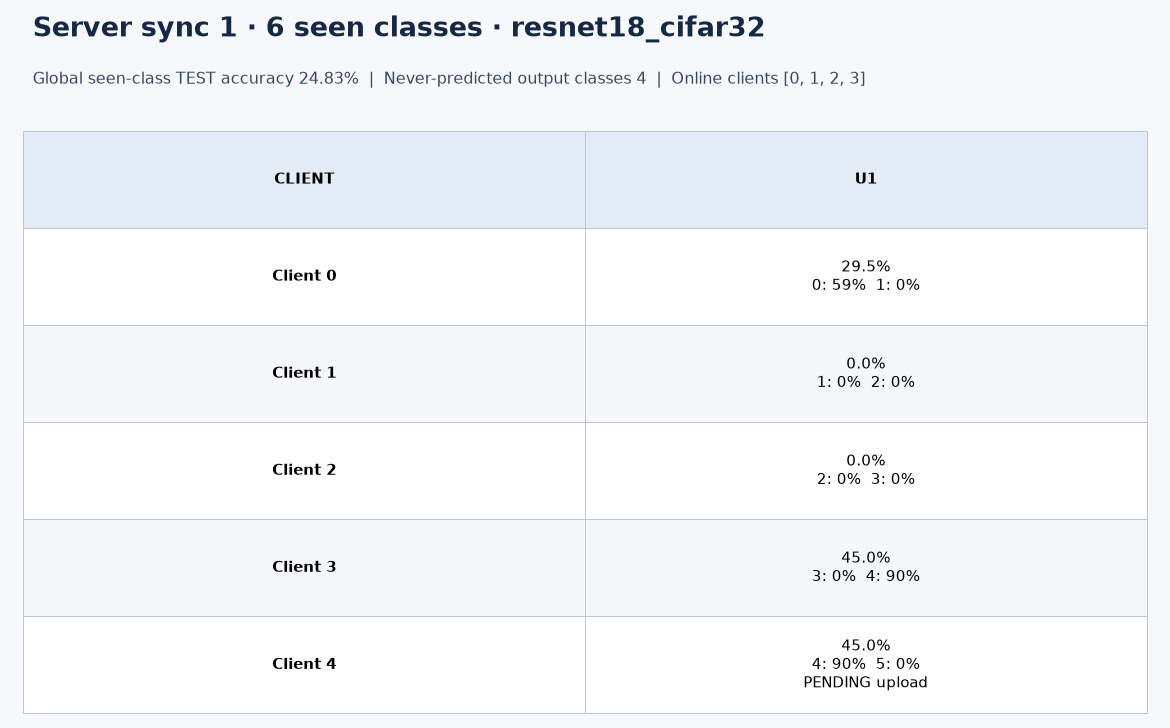 Server sync 1 · 6 seen classes · resnet18_cifar32
Global seen-class TEST accuracy 24.83%  |  Never-predicted output classes 4  |  Online clients [0, 1, 2, 3]
CLIENT
U1
Client 0
29.5%
0: 59%  1: 0%
Client 1
0.0%
1: 0%  2: 0%
Client 2
0.0%
2: 0%  3: 0%
Client 3
45.0%
3: 0%  4: 90%
Client 4
45.0%
4: 90%  5: 0%
PENDING upload